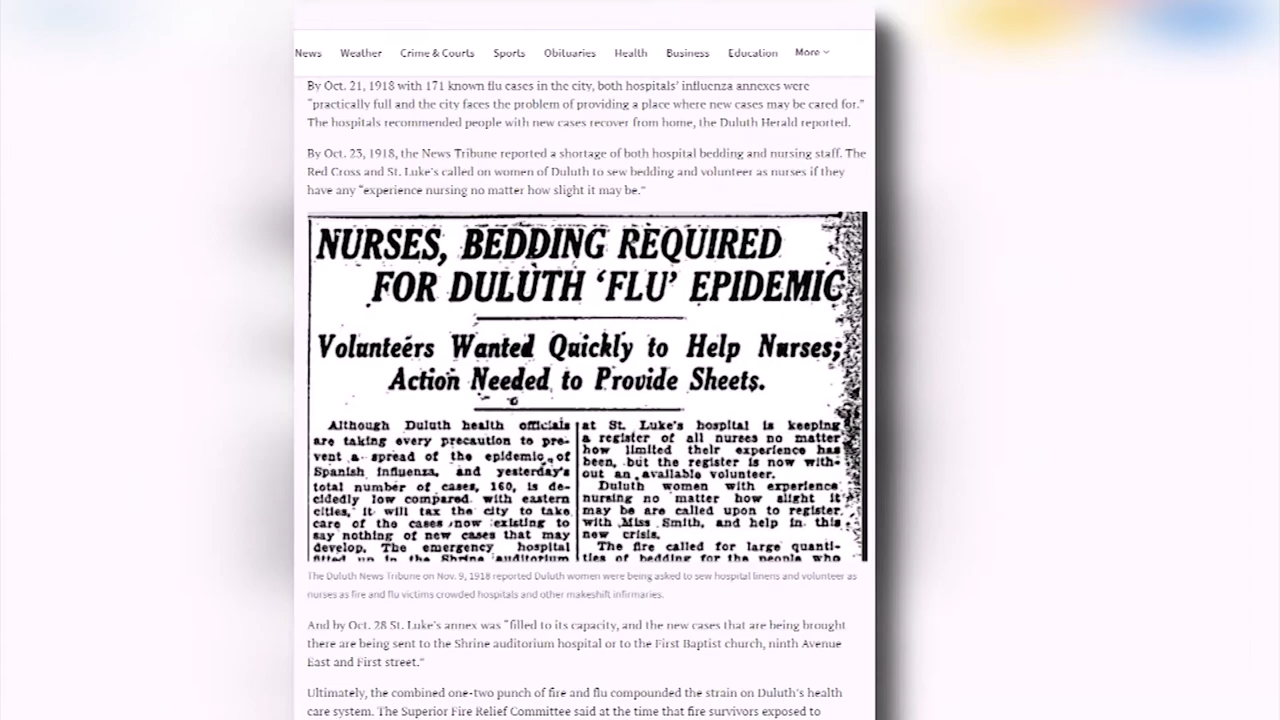 News Weather Crime & Courts Sports Obituaries Health Business Education More
By Oct. 21, 1918 with 171 known flu cases in the city, both hospitals' influenza annexes were
"practically full and the city faces the problem of providing a place where new cases may be cared for."
The hospitals recommended people with new cases recover from home, the Duluth Herald reported.
By Oct. 23, 1918, the News Tribune reported a shortage of both hospital bedding and nursing staff. The
Red Cross and St. Luke's called on women of Duluth to sew bedding and volunteer as nurses if they
have any "experience nursing no matter how slight it may be."
NURSES, BEDDING REQUIRED
FOR DULUTH 'FLU' EPIDEMIC
Volunteers Wanted Quickly to Help Nurses;
Action Needed to Provide Sheets.
Although Duluth health officials
are taking every precaution to pre-
vent a spread of the epidemic of
Spanish influenza, and yesterday's
total number of cases, 160, is de-
cidedly low compared with eastern
cities, it will tax the city to take
care of the cases now existing to
say nothing of new cases that may
develop. The emergency hospital
fitted up in the Shrine auditorium
at St. Luke's hospital is keeping
a register of all nurses no matter
how limited their experience has
been, but the register is now with-
out an available volunteer.
Duluth women with experience
nursing no matter how slight it
may be are called upon to register
with Miss Smith, and help in this
new crisis.
The fire called for large quanti-
ties of bedding for the people who
The Duluth News Tribune on Nov. 9, 1918 reported Duluth women were being asked to sew hospital linens and volunteer as
nurses as fire and flu victims crowded hospitals and other makeshift infirmaries.
And by Oct. 28 St. Luke's annex was "filled to its capacity, and the new cases that are being brought
there are being sent to the Shrine auditorium hospital or to the First Baptist church, ninth Avenue
East and First street."
Ultimately, the combined one-two punch of fire and flu compounded the strain on Duluth's health
care system. The Superior Fire Relief Committee said at the time that fire survivors exposed to